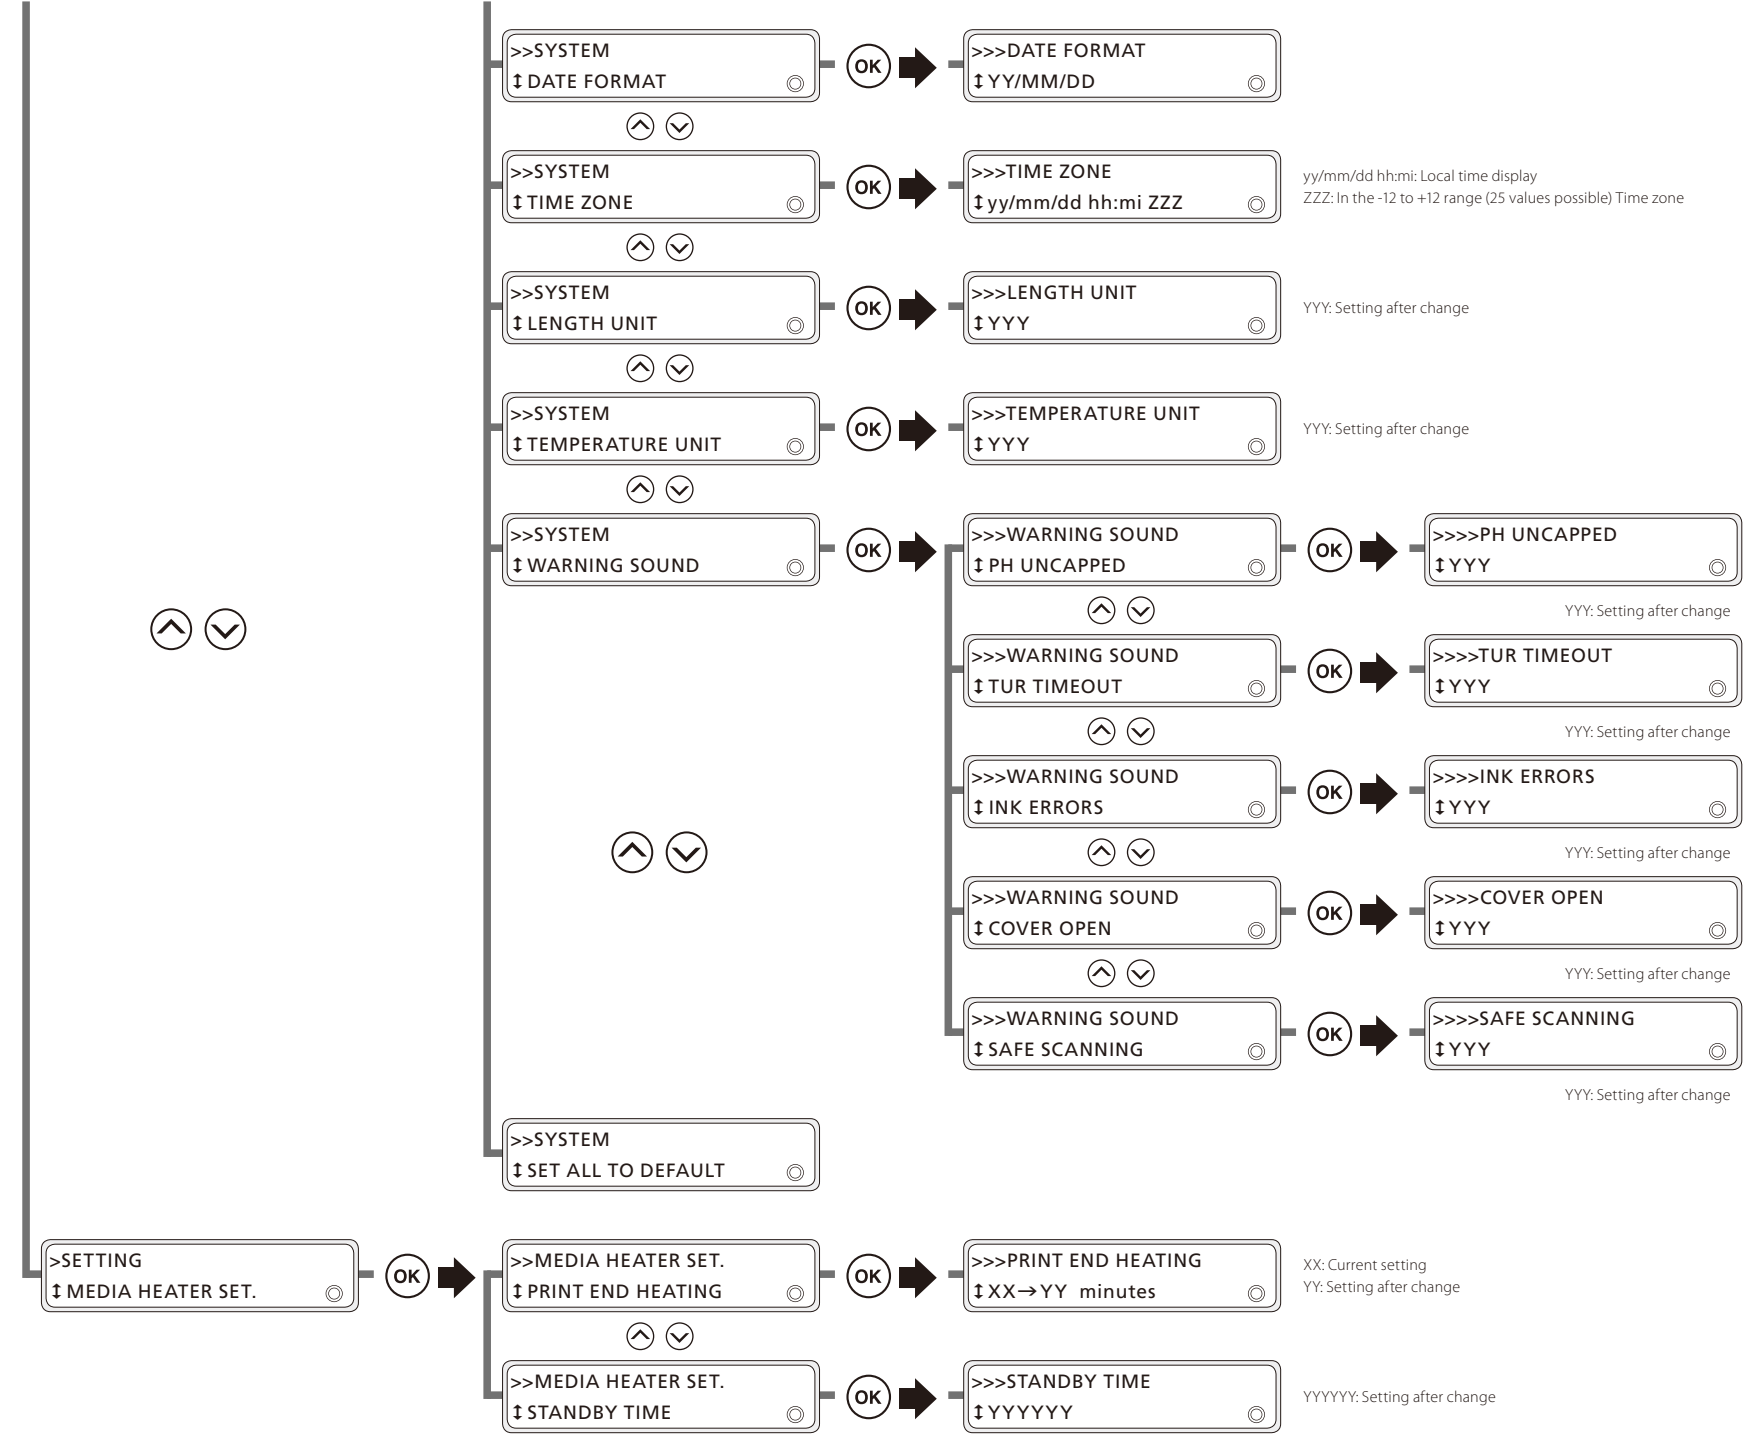 >>SYSTEM
↕DATE FORMAT
OK
>>>DATE FORMAT
↕YY/MM/DD
>>SYSTEM
↕TIME ZONE
OK
>>>TIME ZONE
↕yy/mm/dd hh:mi ZZZ
yy/mm/dd hh:mi: Local time display
ZZZ: In the -12 to +12 range (25 values possible) Time zone
>>SYSTEM
↕LENGTH UNIT
OK
>>>LENGTH UNIT
↕YYY
YYY: Setting after change
>>SYSTEM
↕TEMPERATURE UNIT
OK
>>>TEMPERATURE UNIT
↕YYY
YYY: Setting after change
>>SYSTEM
↕WARNING SOUND
OK
>>>WARNING SOUND
↕PH UNCAPPED
OK
>>>>PH UNCAPPED
↕YYY
YYY: Setting after change
>>>WARNING SOUND
↕TUR TIMEOUT
OK
>>>>TUR TIMEOUT
↕YYY
YYY: Setting after change
>>>WARNING SOUND
↕INK ERRORS
OK
>>>>INK ERRORS
↕YYY
YYY: Setting after change
>>>WARNING SOUND
↕COVER OPEN
OK
>>>>COVER OPEN
↕YYY
YYY: Setting after change
>>>WARNING SOUND
↕SAFE SCANNING
OK
>>>>SAFE SCANNING
↕YYY
YYY: Setting after change
>>SYSTEM
↕SET ALL TO DEFAULT
>SETTING
↕MEDIA HEATER SET.
OK
>>MEDIA HEATER SET.
↕PRINT END HEATING
OK
>>>PRINT END HEATING
↕XX→YY minutes
XX: Current setting
YY: Setting after change
>>MEDIA HEATER SET.
↕STANDBY TIME
OK
>>>STANDBY TIME
↕YYYYYY
YYYYYY: Setting after change